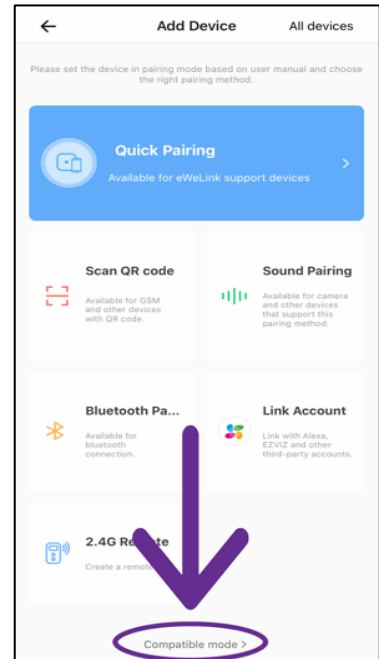 Add Device
All devices
Please set the device in pairing mode based on user manual and choose
the right pairing method.
Quick Pairing
Available for eWeLink support devices
Scan QR code
Available for GSM
and other devices
with QR code.
Sound Pairing
Available for camera
and other devices
that support this
pairing method.
Bluetooth Pa...
Available for
bluetooth
connection.
Link Account
Link with Alexa,
EZVIZ and other
third-party accounts.
2.4G
Create a remote
Compatible mode >